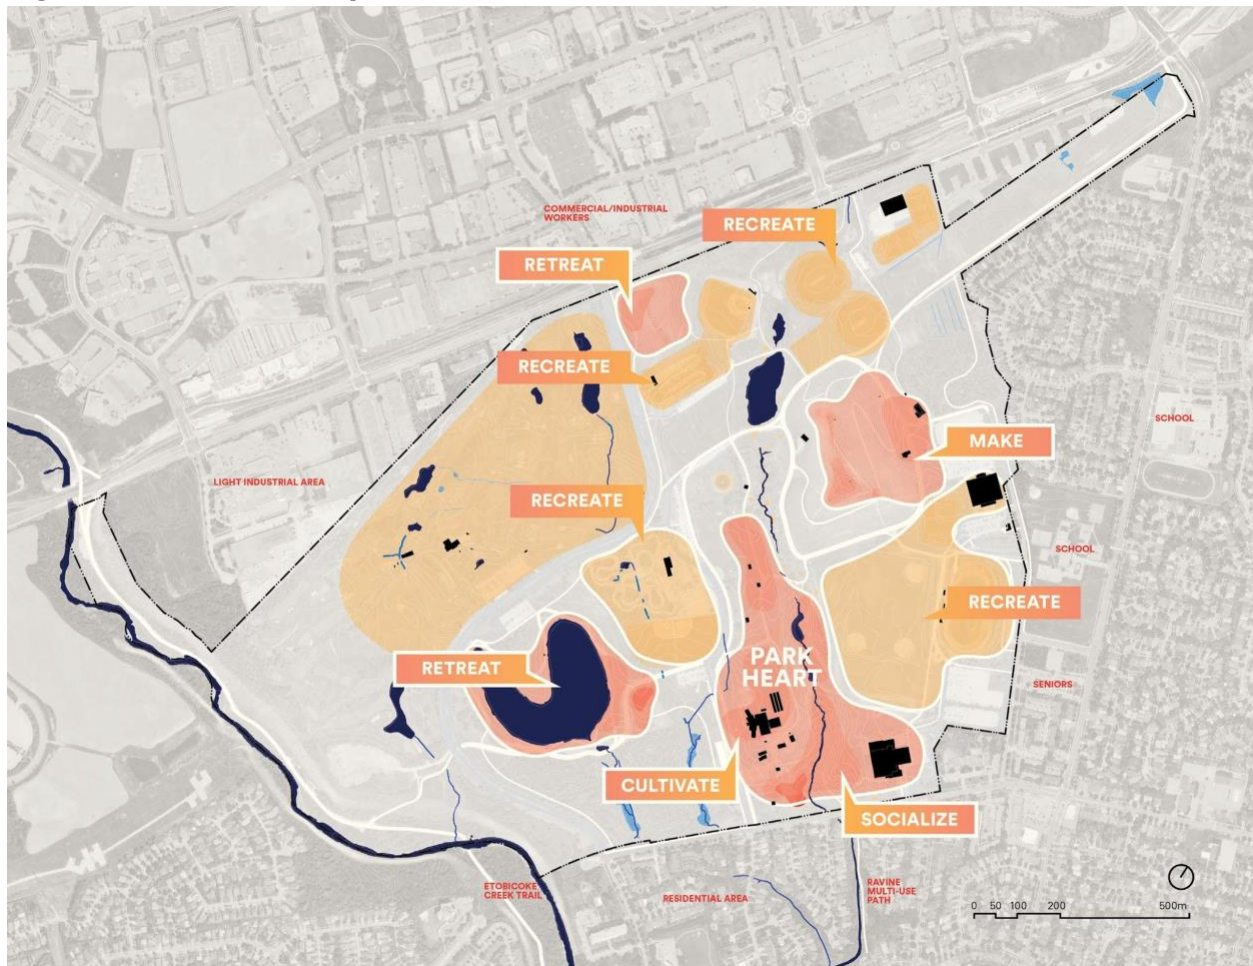 COMMERCIAL/INDUSTRIAL
WORKERS
RECREATE
RETREAT
RECREATE
SCHOOL
MAKE
LIGHT INDUSTRIAL AREA
RECREATE
SCHOOL
RECREATE
PARK
HEART
RETREAT
SENIORS
CULTIVATE
SOCIALIZE
ETOBICOKE
CREEK TRAIL
RESIDENTIAL AREA
RAVINE
MULTI-USE
PATH
0 50 100 200 500m